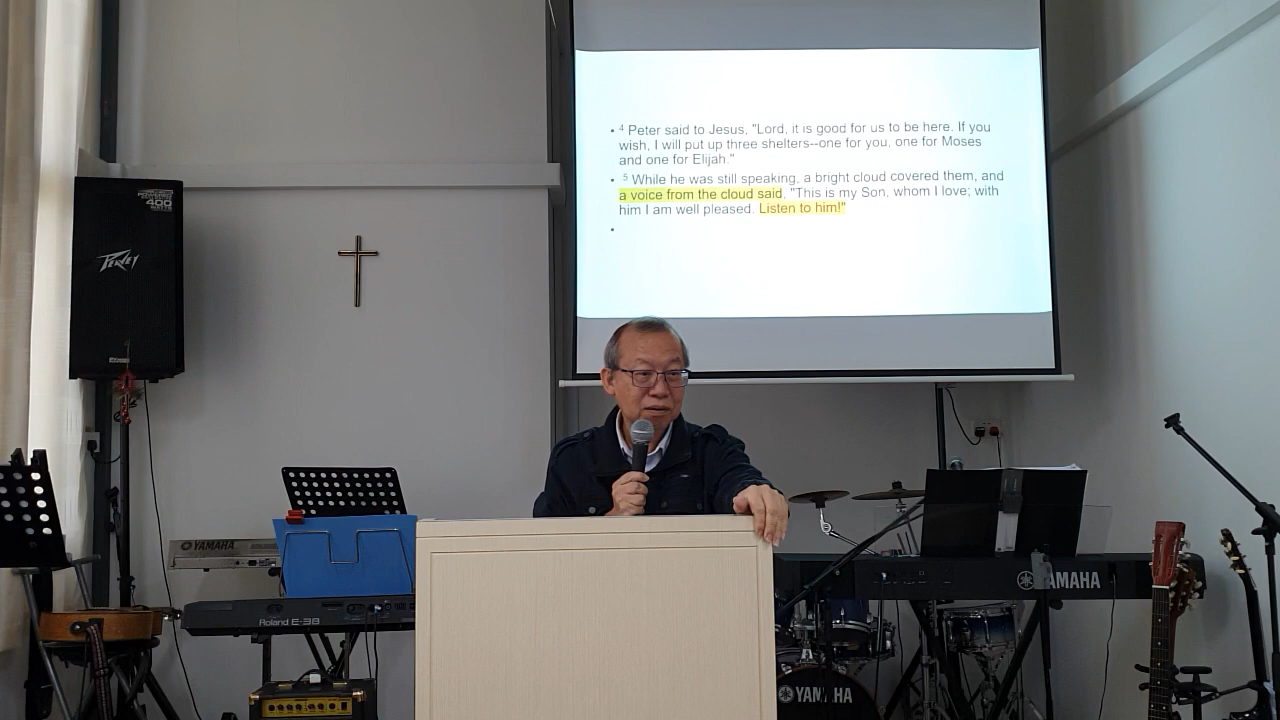 ⁴ Peter said to Jesus, "Lord, it is good for us to be here. If you
wish, I will put up three shelters--one for you, one for Moses
and one for Elijah."
⁵ While he was still speaking, a bright cloud covered them, and
a voice from the cloud said, "This is my Son, whom I love; with
him I am well pleased. Listen to him!"
400
PEAVEY
YAMAHA
Roland E-38
YAMAHA
YAMAHA